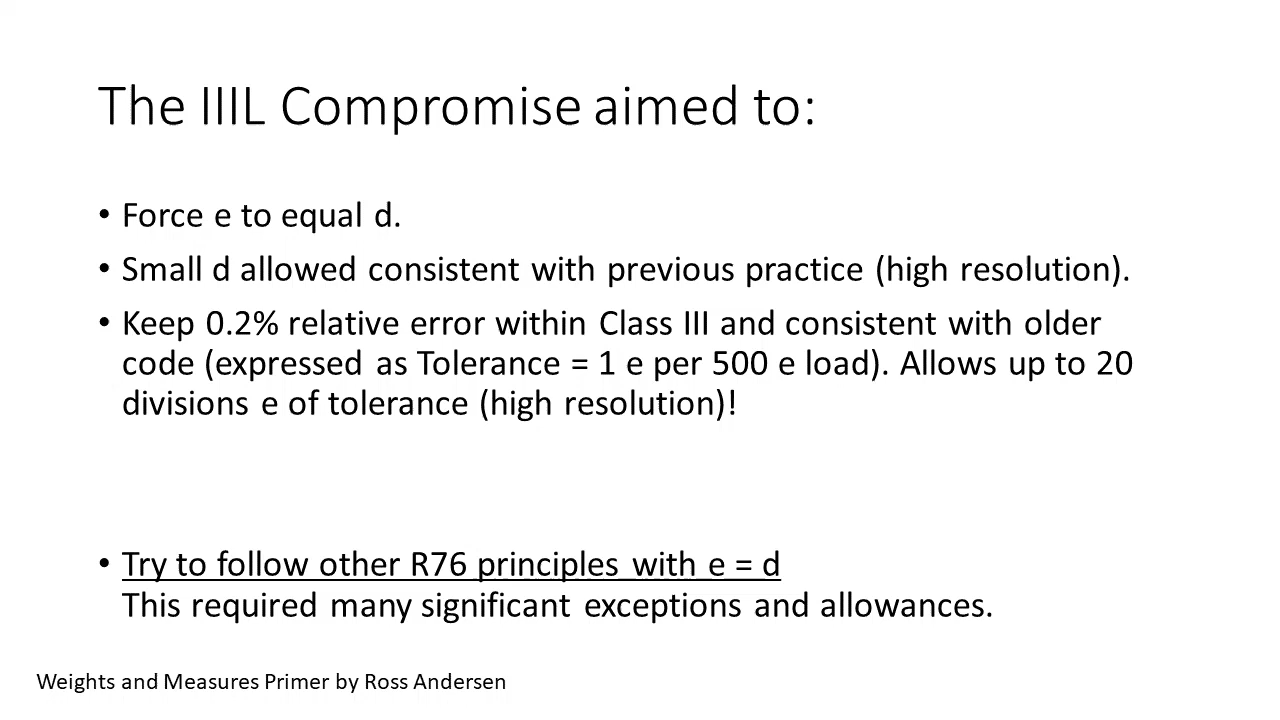 The IIIL Compromise aimed to:
• Force e to equal d.
• Small d allowed consistent with previous practice (high resolution).
• Keep 0.2% relative error within Class III and consistent with older
code (expressed as Tolerance = 1 e per 500 e load). Allows up to 20
divisions e of tolerance (high resolution)!
• Try to follow other R76 principles with e = d
This required many significant exceptions and allowances.
Weights and Measures Primer by Ross Andersen